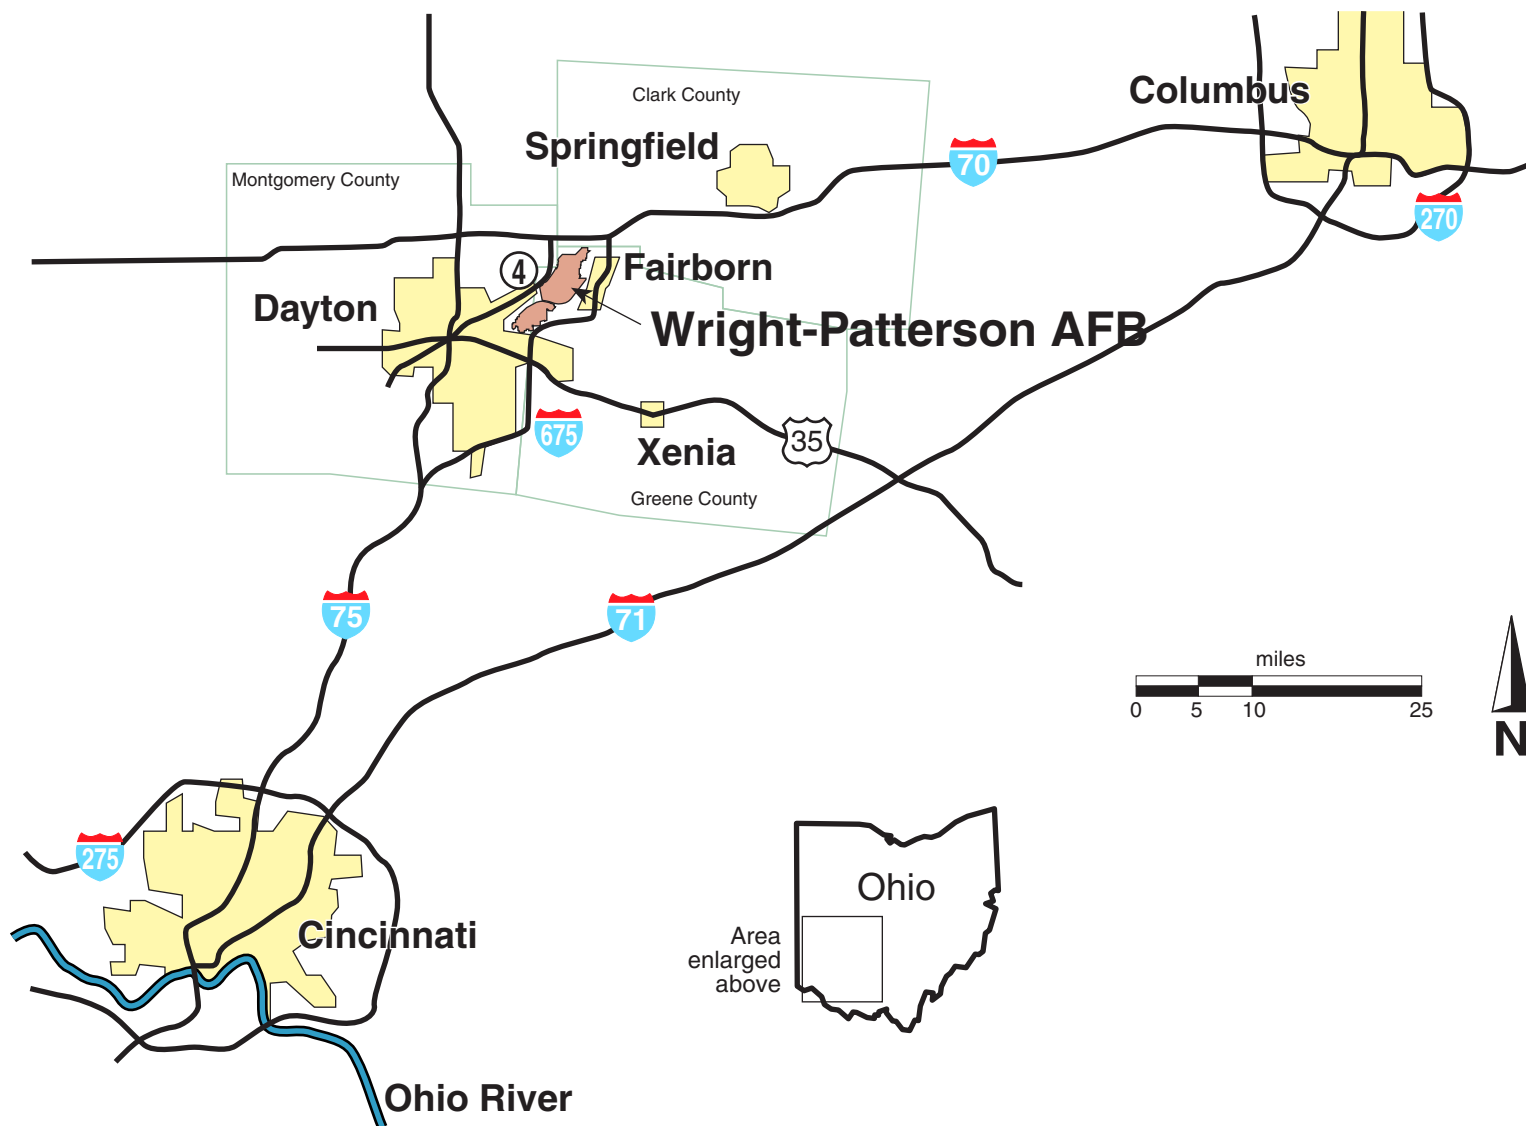 Clark County
Columbus
Springfield
70
Montgomery County
270
4
Fairborn
Dayton
Wright-Patterson AFB
675
35
Xenia
Greene County
75
71
miles
0 5 10 25
N
275
Ohio
Cincinnati
Area
enlarged
above
Ohio River